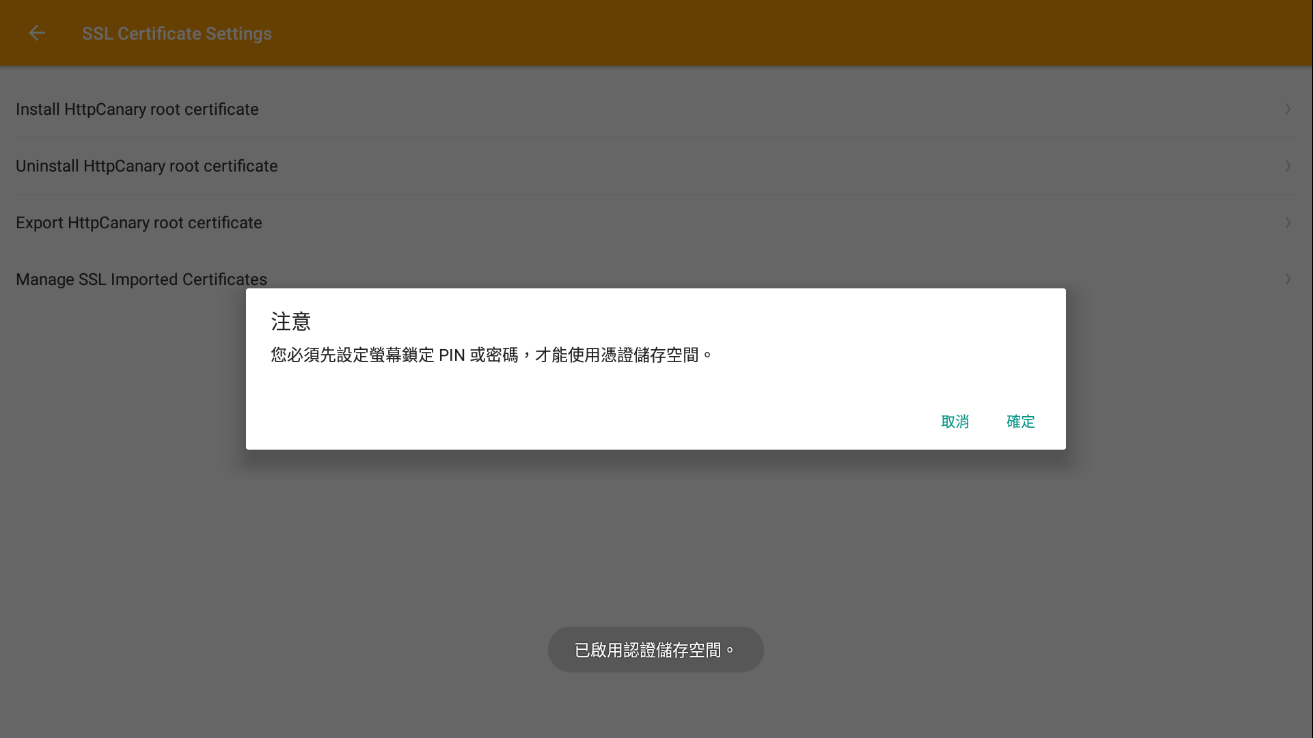 SSL Certificate Settings
Install HttpCanary root certificate
Uninstall HttpCanary root certificate
Export HttpCanary root certificate
Manage SSL Imported Certificates
注意
您必須先設定螢幕鎖定 PIN 或密碼，才能使用憑證儲存空間。
取消 確定
已啟用認證儲存空間。